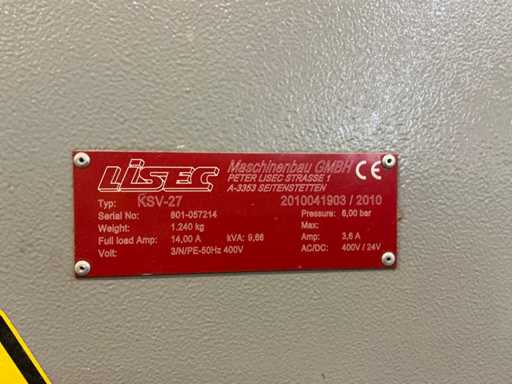 LiSEC Maschinenbau GMBH CE
PETER LISEC STRASSE 1
A-3353 SEITENSTETTEN
Typ: KSV-27 2010041903 / 2010
Serial No: 601-057214 Pressure: 6,00 bar
Weight: 1.240 kg Max:
Full load Amp: 14,00 A kVA: 9,66 Amp: 3,6 A
Volt: 3/N/PE-50Hz 400V AC/DC: 400V / 24V